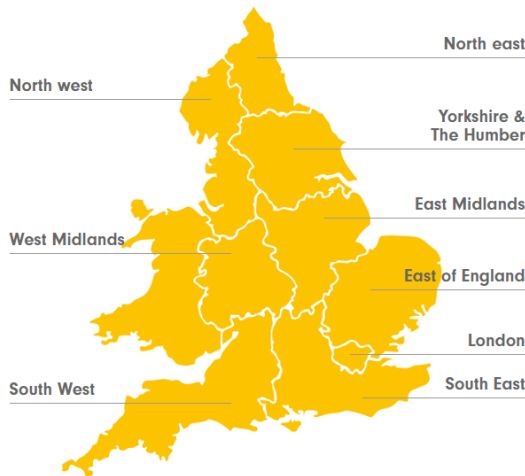 North east
North west
Yorkshire &
The Humber
East Midlands
West Midlands
East of England
London
South East
South West